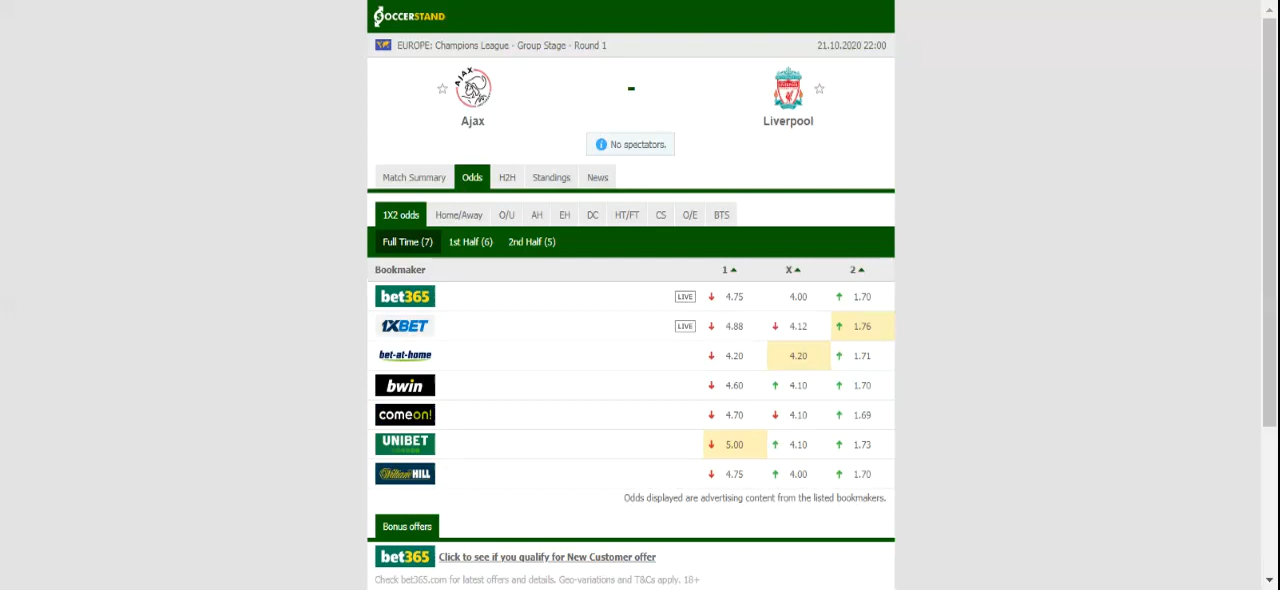 SOCCERSTAND
EUROPE: Champions League - Group Stage - Round 1 21.10.2020 22:00
AJAX
-
Ajax Liverpool
No spectators.
Match Summary Odds H2H Standings News
1X2 odds Home/Away O/U AH EH DC HT/FT CS O/E BTS
Full Time (7) 1st Half (6) 2nd Half (5)
Bookmaker 1 X 2
bet365 LIVE 4.75 4.00 1.70
1XBET LIVE 4.88 4.12 1.76
bet-at-home 4.20 4.20 1.71
bwin 4.60 4.10 1.70
comeon! 4.70 4.10 1.69
UNIBET 5.00 4.10 1.73
William HILL 4.75 4.00 1.70
Odds displayed are advertising content from the listed bookmakers.
Bonus offers
bet365 Click to see if you qualify for New Customer offer
Check bet365.com for latest offers and details. Geo-variations and T&Cs apply. 18+